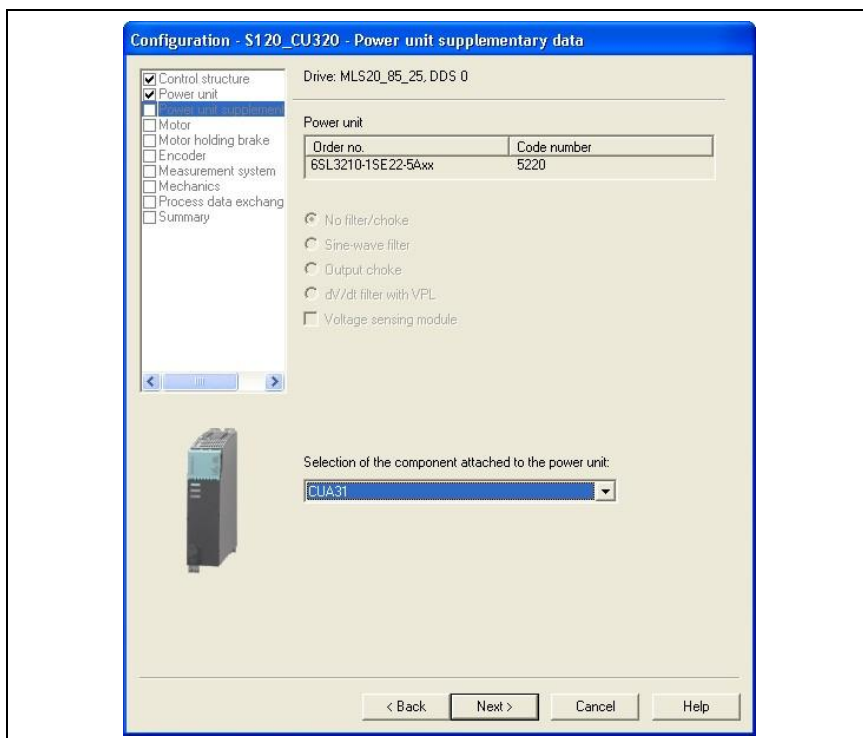 Configuration - S120_CU320 - Power unit supplementary data
Control structure
Power unit
Power unit supplement
Motor
Motor holding brake
Encoder
Measurement system
Mechanics
Process data exchang
Summary
Drive: MLS20_85_25, DDS 0
Power unit
Order no. Code number
6SL3210-1SE22-5Axx 5220
No filter/choke
Sine-wave filter
Output choke
dV/dt filter with VPL
Voltage sensing module
Selection of the component attached to the power unit:
CUA31
< Back Next > Cancel Help